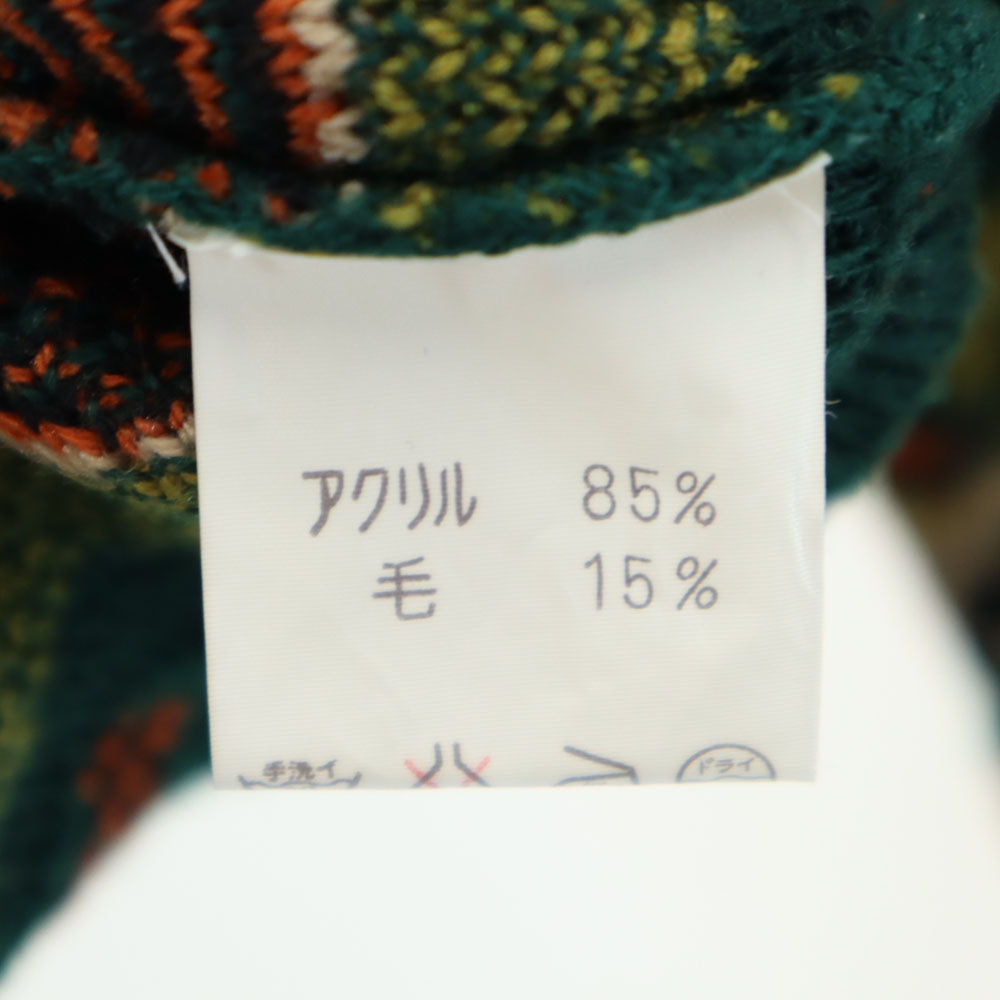 アクリル 85%
毛 15%
手洗イ ドライ